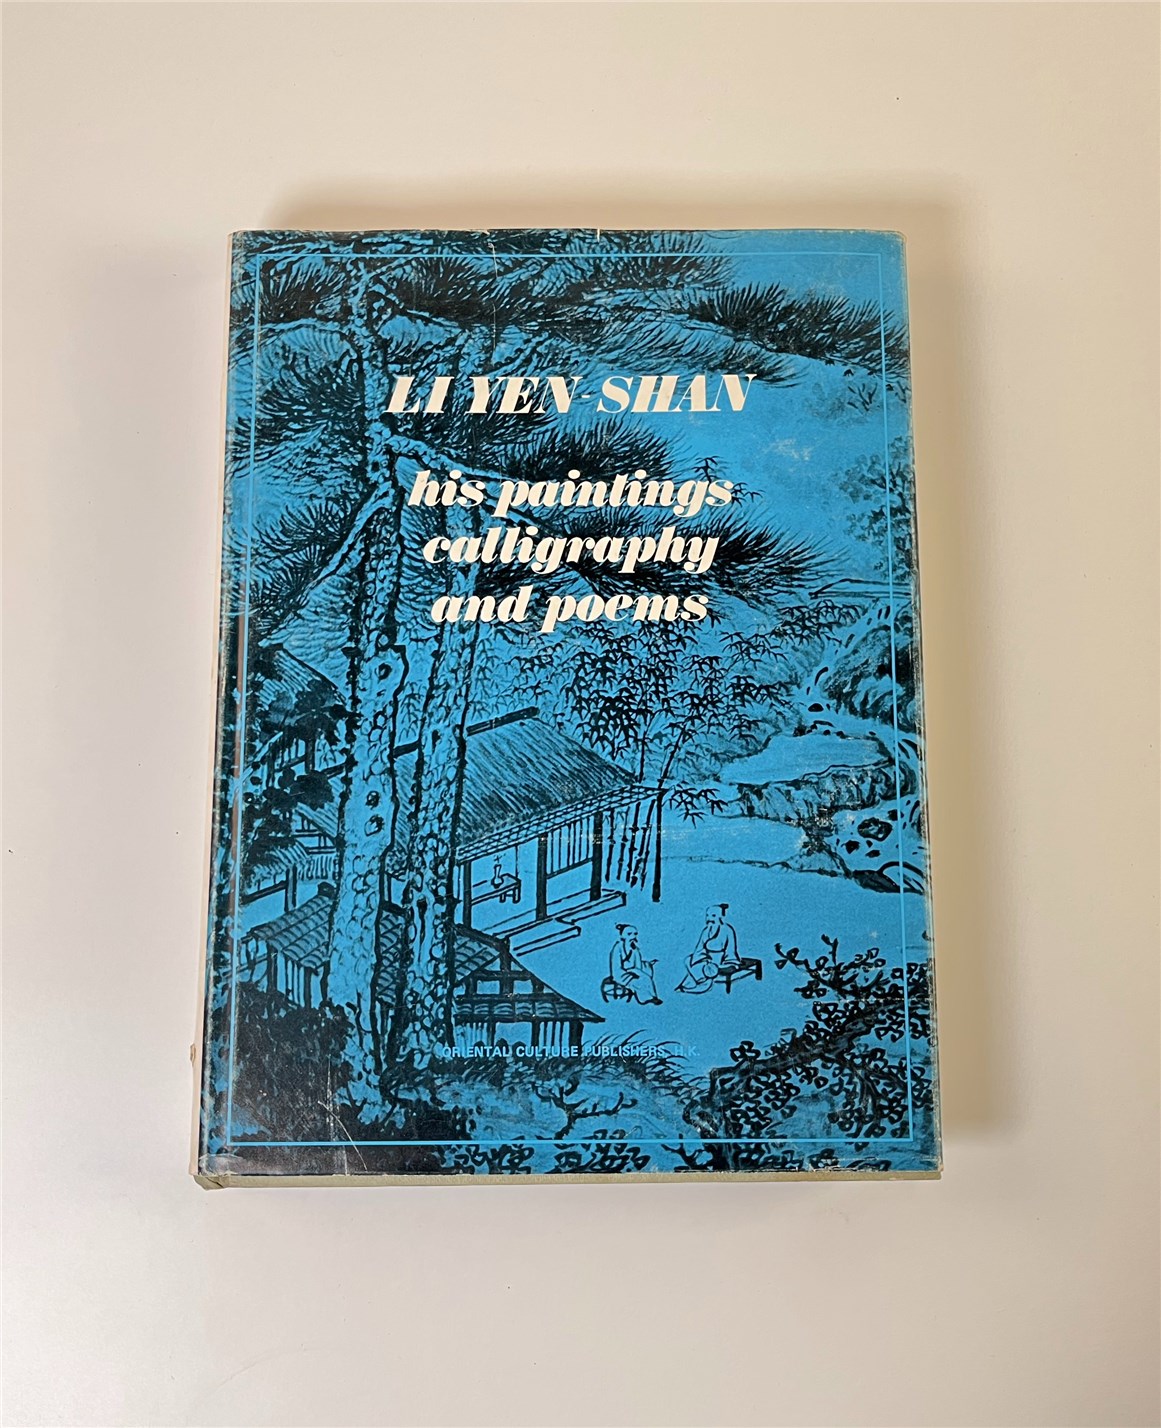 LI YEN-SHAN
his paintings
calligraphy
and poems
ORIENTAL CULTURE PUBLISHERS, H.K.